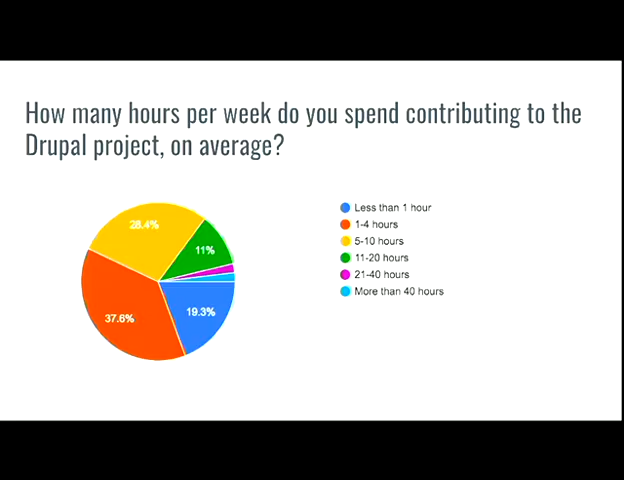 How many hours per week do you spend contributing to the
Drupal project, on average?
28.4%
11%
37.6%
19.3%
Less than 1 hour
1-4 hours
5-10 hours
11-20 hours
21-40 hours
More than 40 hours